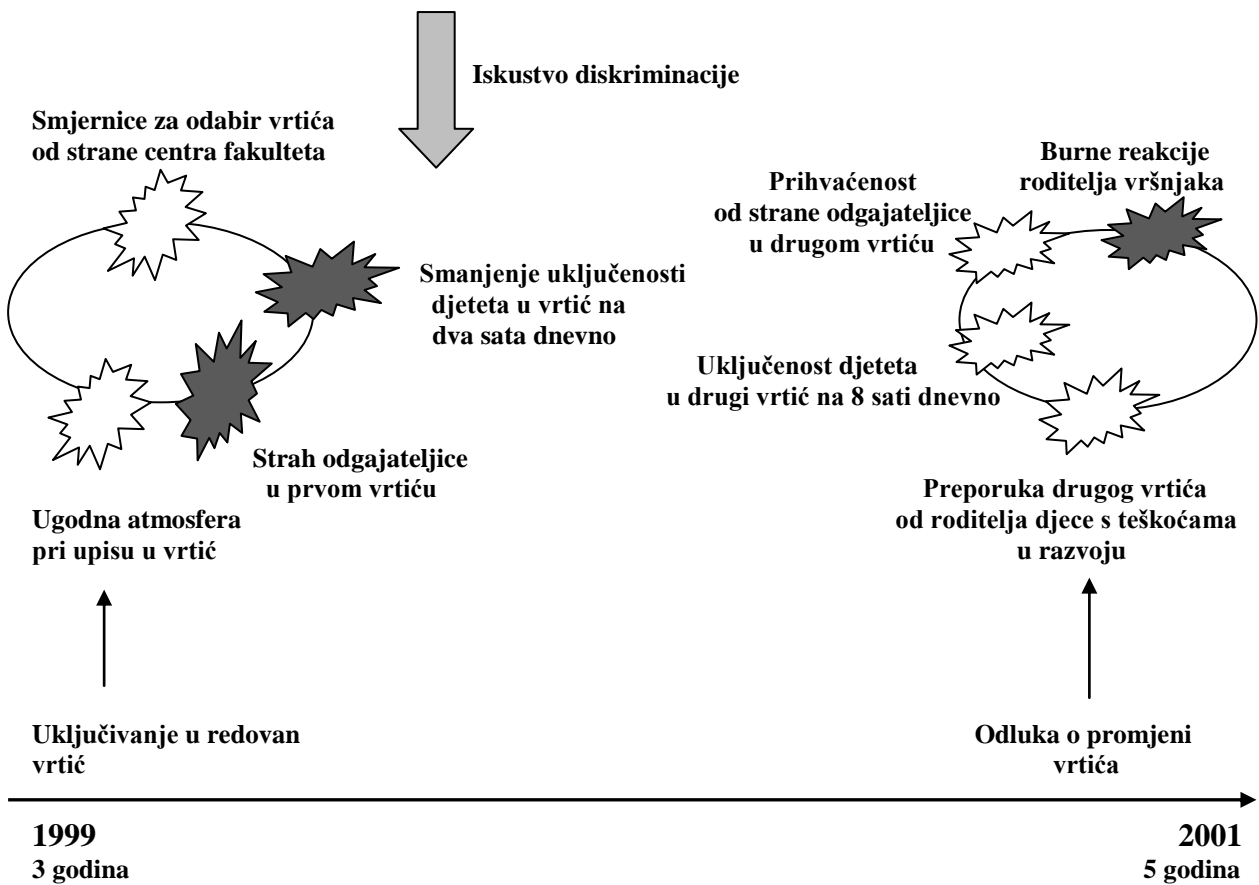 Iskustvo diskriminacije
Smjernice za odabir vrtića
od strane centra fakulteta
Smanjenje uključenosti
djeteta u vrtić na
dva sata dnevno
Strah odgajateljice
u prvom vrtiću
Ugodna atmosfera
pri upisu u vrtić
Uključivanje u redovan
vrtić
Burne reakcije
roditelja vršnjaka
Prihvaćenost
od strane odgajateljice
u drugom vrtiću
Uključenost djeteta
u drugi vrtić na 8 sati dnevno
Preporuka drugog vrtića
od roditelja djece s teškoćama
u razvoju
Odluka o promjeni
vrtića
1999
3 godina
2001
5 godina